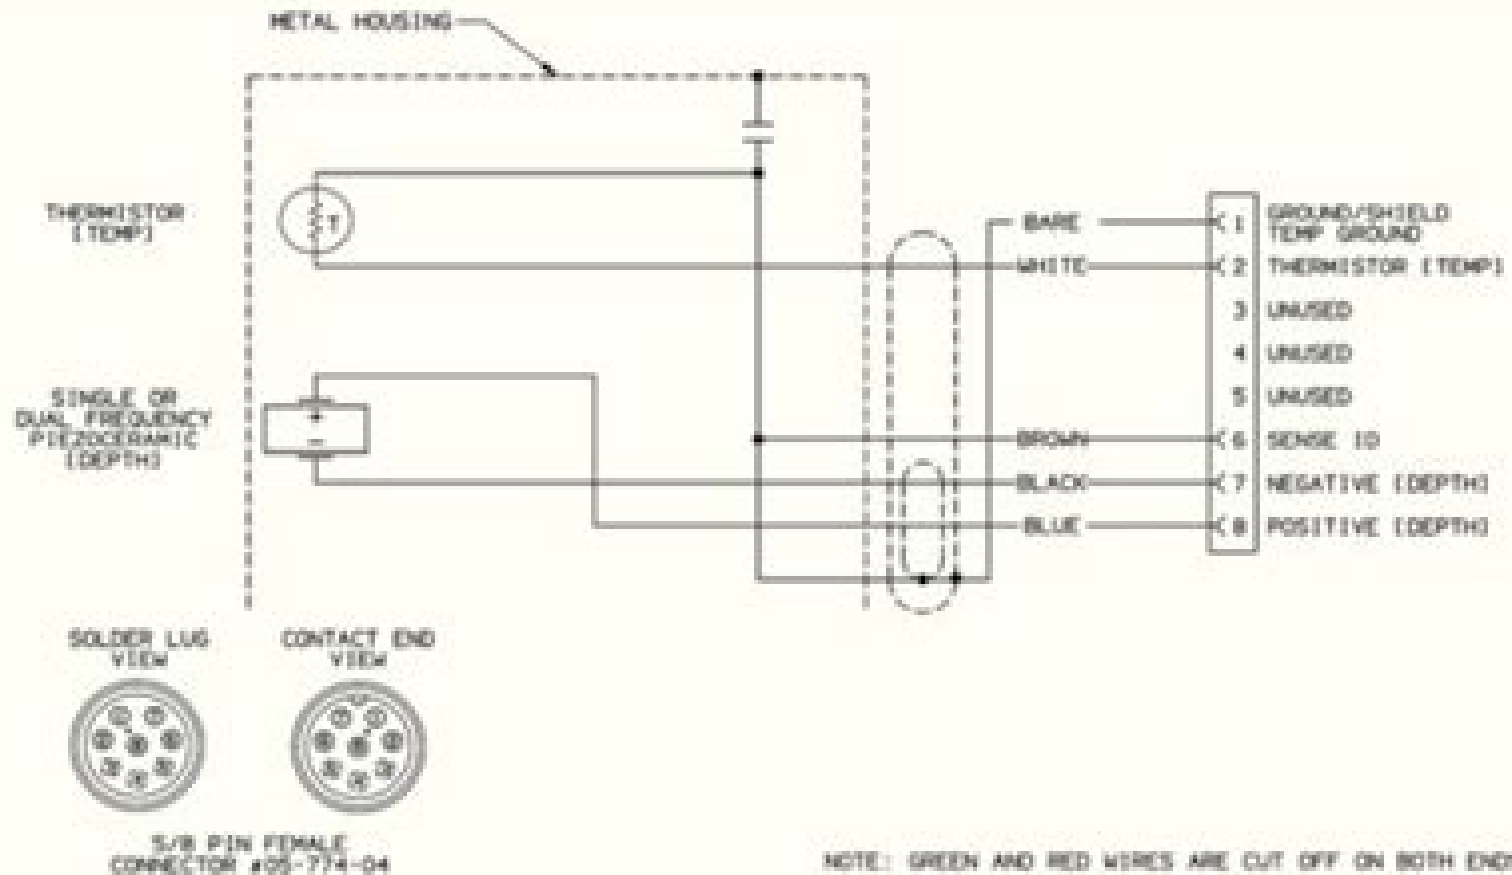 METAL HOUSING
THERMISTOR
[TEMP]
T
BARE
WHITE
1 GROUND/SHIELD
TEMP GROUND
2 THERMISTOR [TEMP]
3 UNUSED
4 UNUSED
5 UNUSED
SINGLE OR
DUAL FREQUENCY
PIEZOCERAMIC
[DEPTH]
+
-
BROWN
6 SENSE ID
BLACK
7 NEGATIVE [DEPTH]
BLUE
8 POSITIVE [DEPTH]
SOLDER LUG
VIEW
CONTACT END
VIEW
5/8 PIN FEMALE
CONNECTOR #05-774-04
NOTE: GREEN AND RED WIRES ARE CUT OFF ON BOTH ENDS